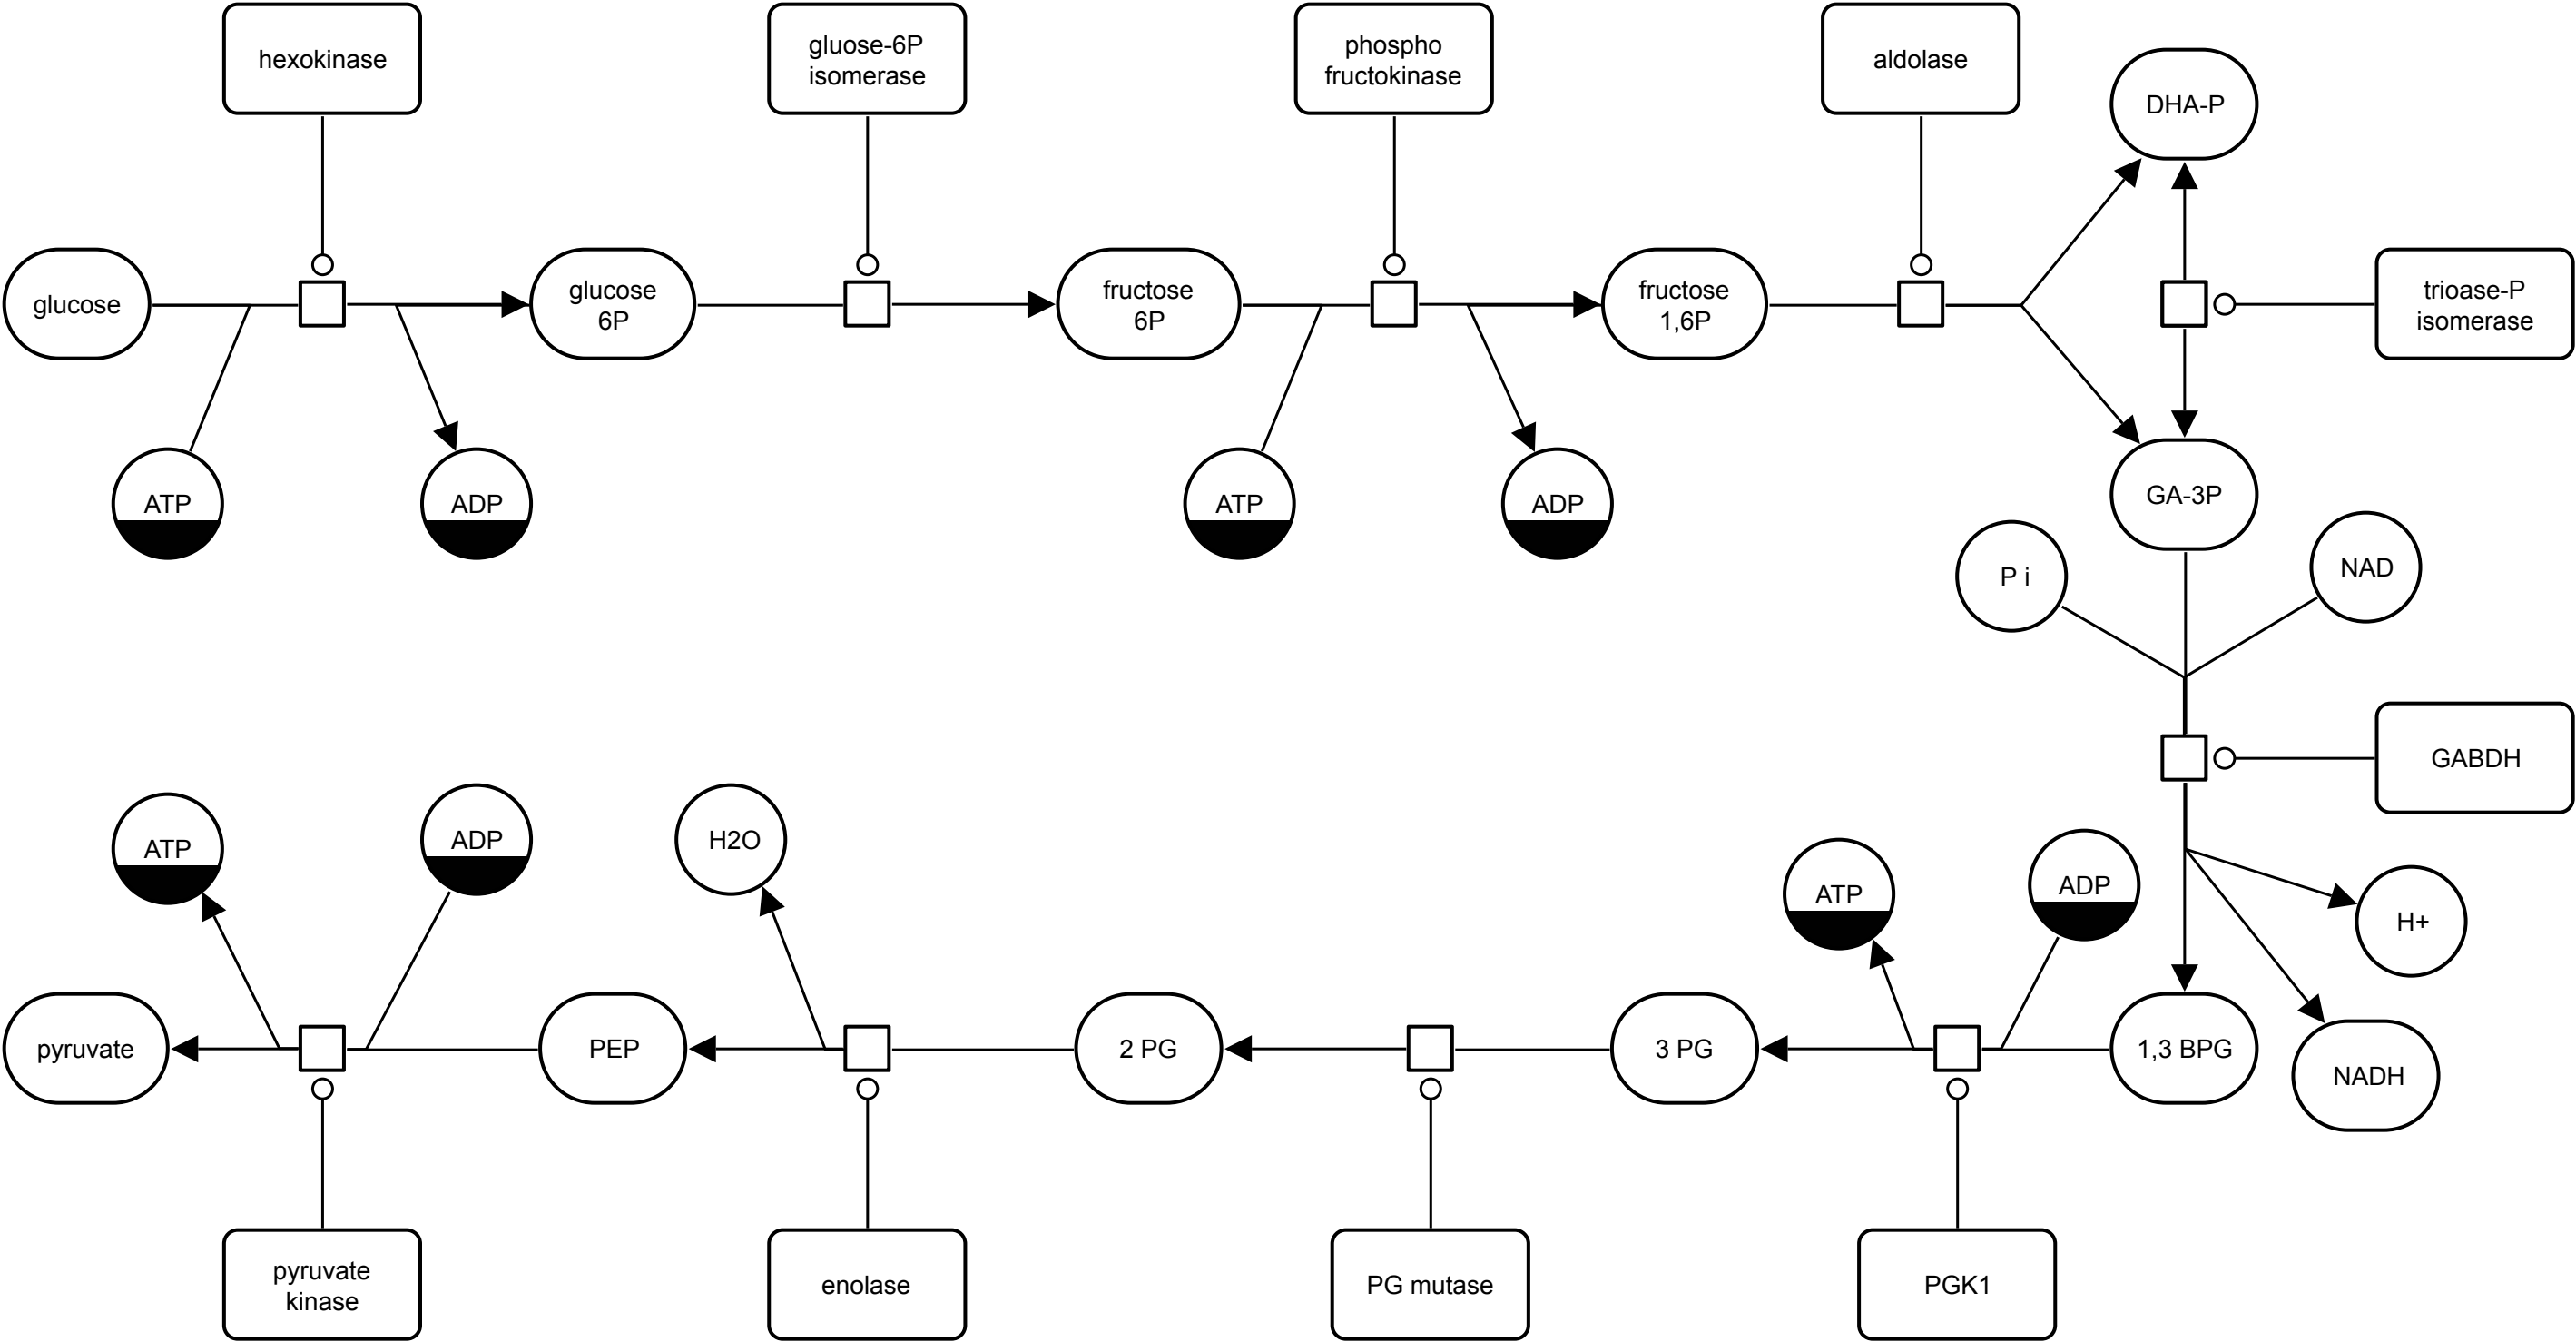 hexokinase
gluose-6P
isomerase
phospho
fructokinase
aldolase
DHA-P
glucose
glucose
6P
fructose
6P
fructose
1,6P
trioase-P
isomerase
ATP
ADP
ATP
ADP
GA-3P
P i
NAD
GABDH
ATP
ADP
H2O
ATP
ADP
H+
pyruvate
PEP
2 PG
3 PG
1,3 BPG
NADH
pyruvate
kinase
enolase
PG mutase
PGK1